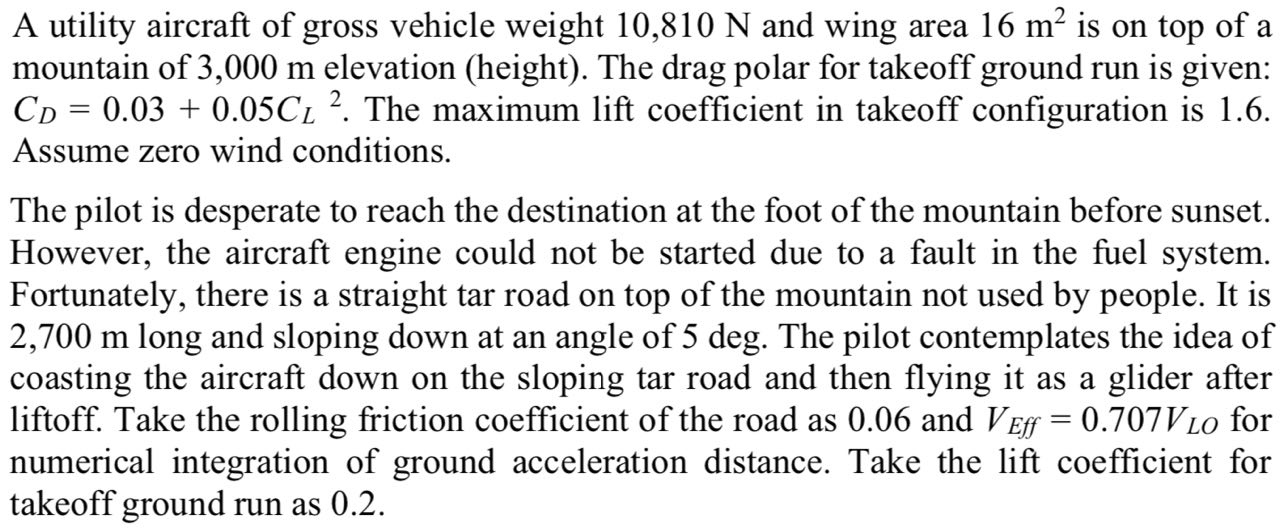 A utility aircraft of gross vehicle weight 10,810 N and wing area 16 m² is on top of a
mountain of 3,000 m elevation (height). The drag polar for takeoff ground run is given:
C_D = 0.03 + 0.05C_L ². The maximum lift coefficient in takeoff configuration is 1.6.
Assume zero wind conditions.
The pilot is desperate to reach the destination at the foot of the mountain before sunset.
However, the aircraft engine could not be started due to a fault in the fuel system.
Fortunately, there is a straight tar road on top of the mountain not used by people. It is
2,700 m long and sloping down at an angle of 5 deg. The pilot contemplates the idea of
coasting the aircraft down on the sloping tar road and then flying it as a glider after
liftoff. Take the rolling friction coefficient of the road as 0.06 and V_Eff = 0.707V_LO for
numerical integration of ground acceleration distance. Take the lift coefficient for
takeoff ground run as 0.2.